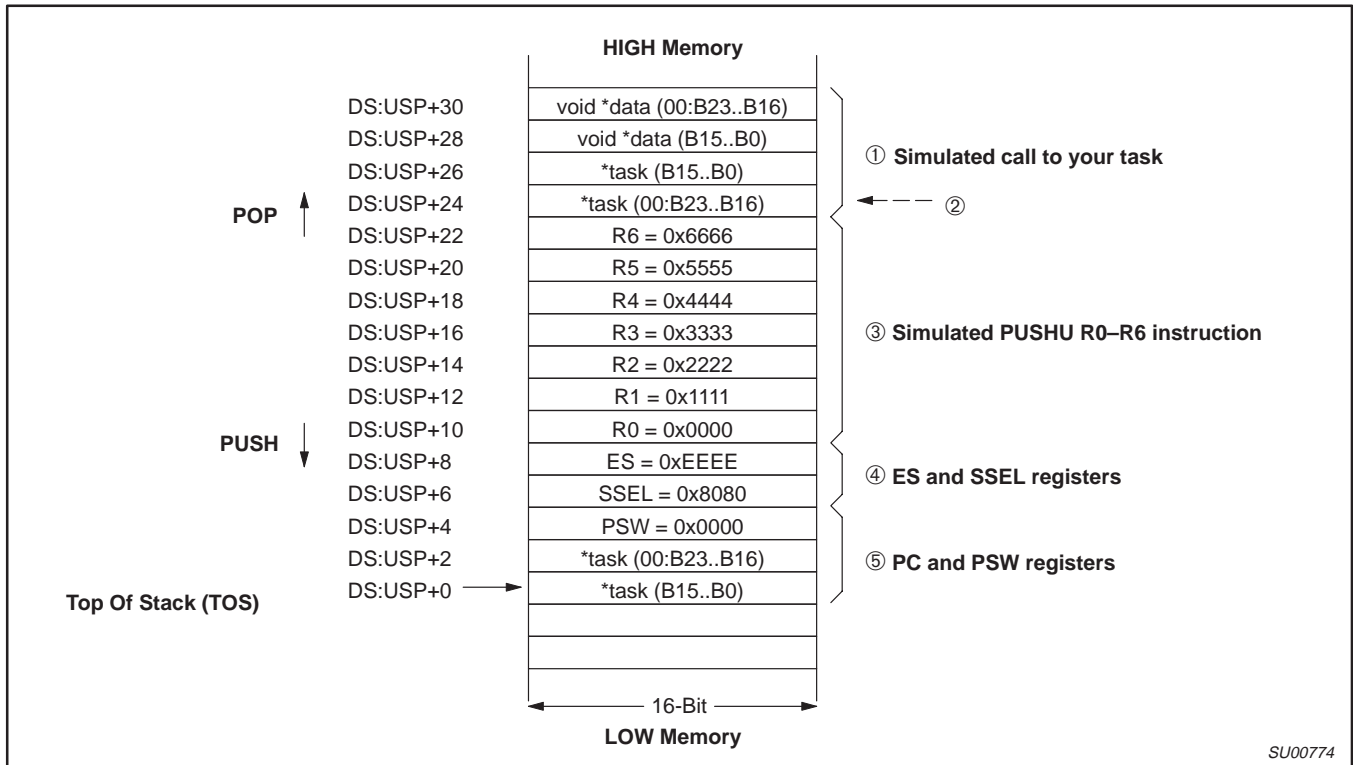 HIGH Memory
DS:USP+30 void *data (00:B23..B16)
DS:USP+28 void *data (B15..B0)
① Simulated call to your task
DS:USP+26 *task (B15..B0)
POP DS:USP+24 *task (00:B23..B16) ②
DS:USP+22 R6 = 0x6666
DS:USP+20 R5 = 0x5555
DS:USP+18 R4 = 0x4444
DS:USP+16 R3 = 0x3333 ③ Simulated PUSHU R0–R6 instruction
DS:USP+14 R2 = 0x2222
DS:USP+12 R1 = 0x1111
PUSH DS:USP+10 R0 = 0x0000
DS:USP+8 ES = 0xEEEE
④ ES and SSEL registers
DS:USP+6 SSEL = 0x8080
DS:USP+4 PSW = 0x0000
DS:USP+2 *task (00:B23..B16) ⑤ PC and PSW registers
Top Of Stack (TOS) DS:USP+0 *task (B15..B0)
16-Bit
LOW Memory
SU00774